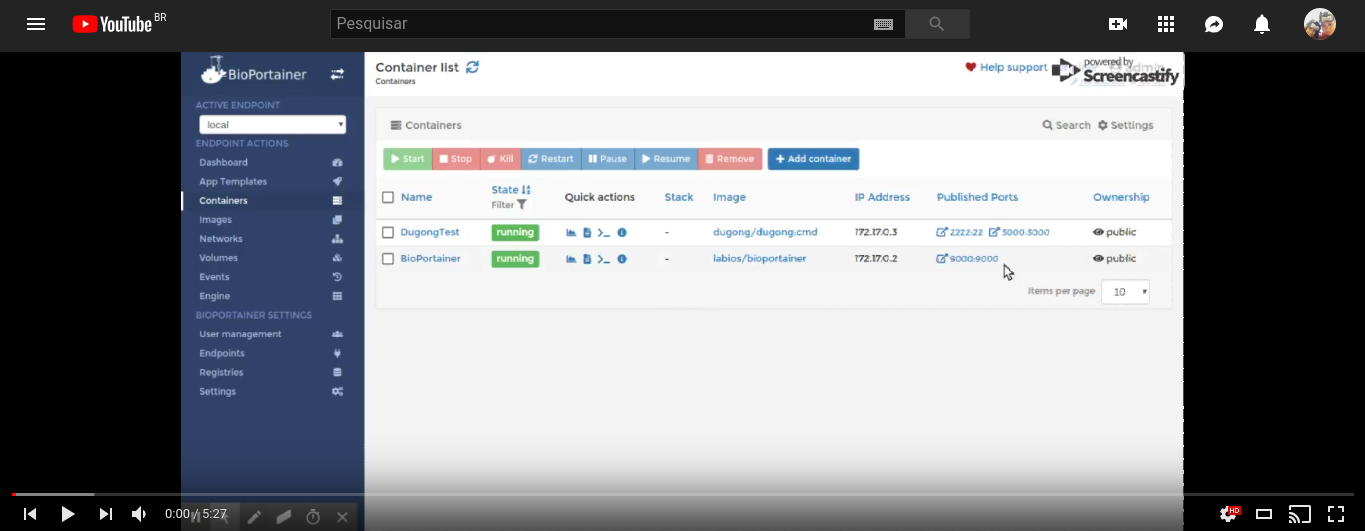 YouTube BR
Pesquisar
BioPortainer
Container list
Containers
Help support
powered by
Screencastify
ACTIVE ENDPOINT
local
ENDPOINT ACTIONS
Dashboard
App Templates
Containers
Images
Networks
Volumes
Events
Engine
BIOPORTAINER SETTINGS
User management
Endpoints
Registries
Settings
Containers
Search Settings
Start Stop Kill Restart Pause Resume Remove Add container
Name State Filter Quick actions Stack Image IP Address Published Ports Ownership
DugongTest running - dugong/dugong:cmd 172.17.0.3 2222:22 3000:3000 public
BioPortainer running - labios/bioportainer 172.17.0.2 9000:9000 public
Items per page 10
0:00 / 5:27
HD